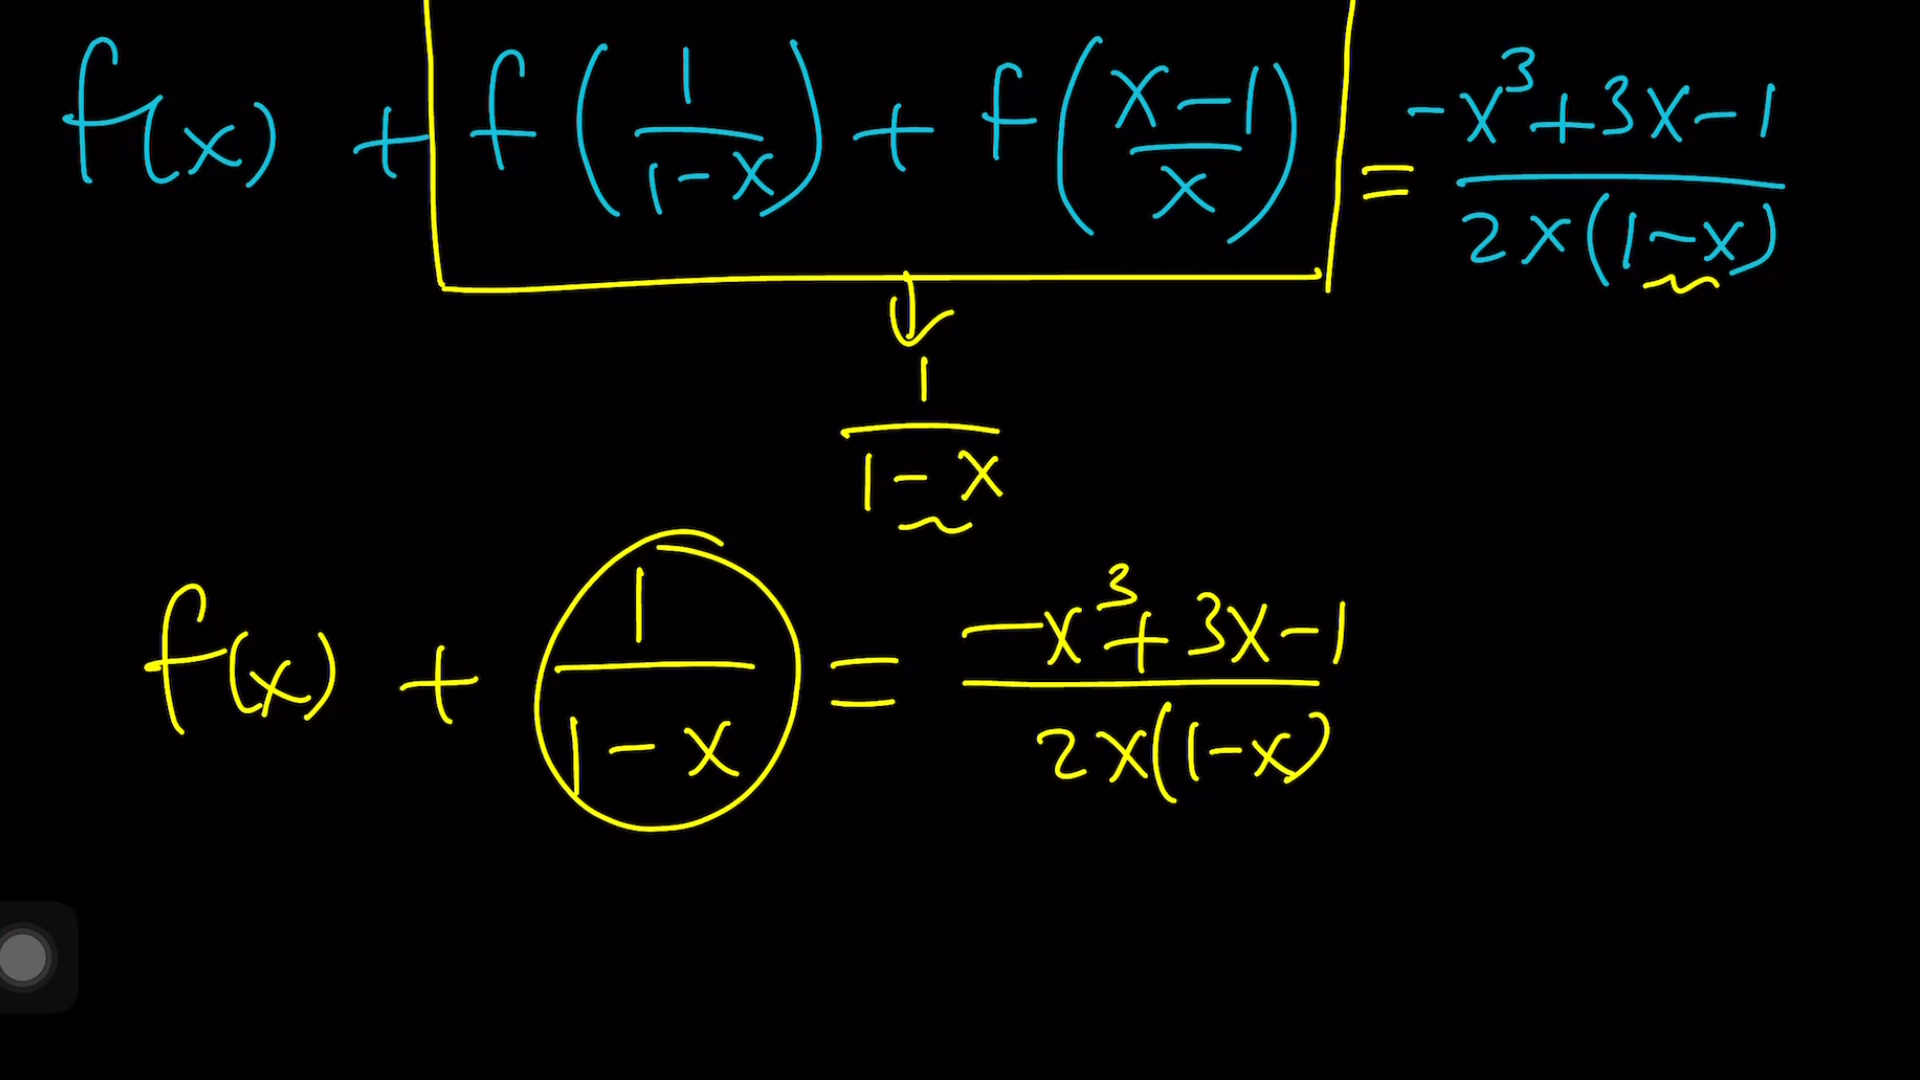 f(x) + f(1/(1-x)) + f((x-1)/x) = (-x³+3x-1)/(2x(1-x))
1/(1-x)
f(x) + 1/(1-x) = (-x³+3x-1)/(2x(1-x))